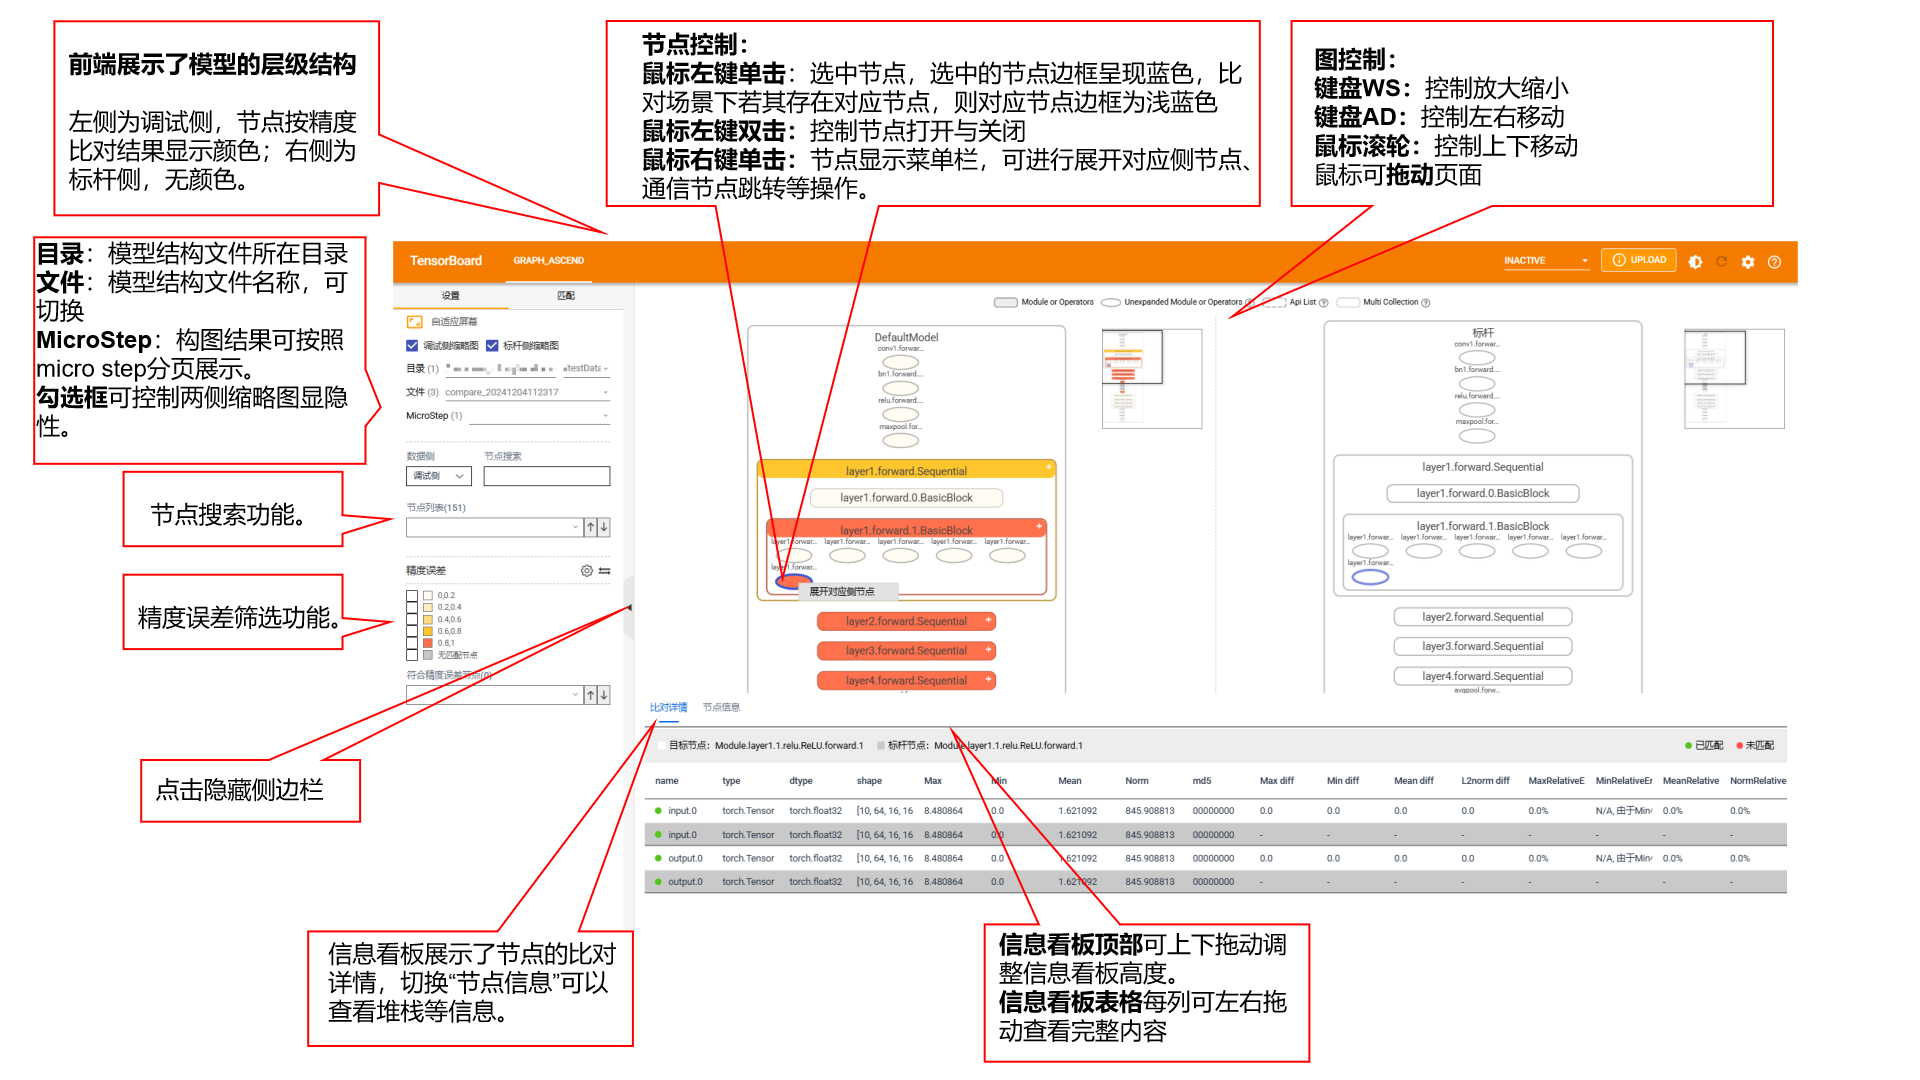 前端展示了模型的层级结构
左侧为调试侧，节点按精度
比对结果显示颜色；右侧为
标杆侧，无颜色。
节点控制：
鼠标左键单击：选中节点，选中的节点边框呈现蓝色，比
对场景下若其存在对应节点，则对应节点边框为浅蓝色
鼠标左键双击：控制节点打开与关闭
鼠标右键单击：节点显示菜单栏，可进行展开对应侧节点、
通信节点跳转等操作。
图控制：
键盘WS：控制放大缩小
键盘AD：控制左右移动
鼠标滚轮：控制上下移动
鼠标可拖动页面
目录：模型结构文件所在目录
文件：模型结构文件名称，可
切换
MicroStep：构图结果可按照
micro step分页展示。
勾选框可控制两侧缩略图显隐
性。
节点搜索功能。
精度误差筛选功能。
点击隐藏侧边栏
TensorBoard GRAPH_ASCEND INACTIVE UPLOAD
设置 匹配
自适应屏幕
调试侧缩略图 标杆侧缩略图
目录 (1) atestData
文件 (3) compare_20241204112317
MicroStep (1)
数据侧 节点搜索
调试侧
节点列表(151)
精度误差
0,0.2
0.2,0.4
0.4,0.6
0.6,0.8
0.8,1
无匹配节点
符合精度误差节点(0)
Module or Operators Unexpanded Module or Operators Api List Multi Collection
DefaultModel
conv1.forwar...
bn1.forward....
relu.forward....
maxpool.for...
layer1.forward.Sequential
layer1.forward.0.BasicBlock
layer1.forward.1.BasicBlock
layer1.forwar... layer1.forwar... layer1.forwar... layer1.forwar... layer1.forwar...
layer1.forwar...
展开对应侧节点
layer2.forward.Sequential
layer3.forward.Sequential
layer4.forward.Sequential
标杆
conv1.forwar...
bn1.forward....
relu.forward....
maxpool.for...
layer1.forward.Sequential
layer1.forward.0.BasicBlock
layer1.forward.1.BasicBlock
layer1.forwar... layer1.forwar... layer1.forwar... layer1.forwar... layer1.forwar...
layer1.forwar...
layer2.forward.Sequential
layer3.forward.Sequential
layer4.forward.Sequential
avgpool.forw...
比对详情 节点信息
目标节点：Module.layer1.1.relu.ReLU.forward.1 标杆节点：Module.layer1.1.relu.ReLU.forward.1 已匹配 未匹配
name type dtype shape Max Min Mean Norm md5 Max diff Min diff Mean diff L2norm diff MaxRelativeE MinRelativeEr MeanRelative NormRelative
input.0 torch.Tensor torch.float32 [10, 64, 16, 16 8.480864 0.0 1.621092 845.908813 00000000 0.0 0.0 0.0 0.0 0.0% N/A, 由于Min 0.0% 0.0%
input.0 torch.Tensor torch.float32 [10, 64, 16, 16 8.480864 0.0 1.621092 845.908813 00000000 - - - - - - - -
output.0 torch.Tensor torch.float32 [10, 64, 16, 16 8.480864 0.0 1.621092 845.908813 00000000 0.0 0.0 0.0 0.0 0.0% N/A, 由于Min 0.0% 0.0%
output.0 torch.Tensor torch.float32 [10, 64, 16, 16 8.480864 0.0 1.621092 845.908813 00000000 - - - - - - - -
信息看板展示了节点的比对
详情，切换“节点信息”可以
查看堆栈等信息。
信息看板顶部可上下拖动调
整信息看板高度。
信息看板表格每列可左右拖
动查看完整内容